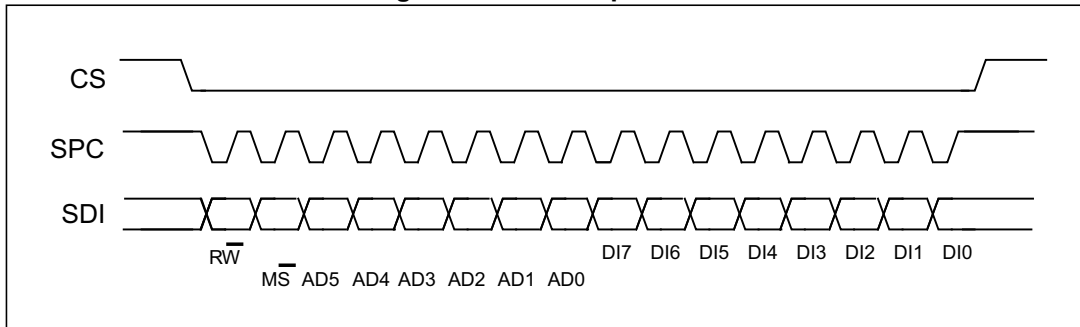 CS
SPC
SDI
RW̅ DI7 DI6 DI5 DI4 DI3 DI2 DI1 DI0
MS̅ AD5 AD4 AD3 AD2 AD1 AD0